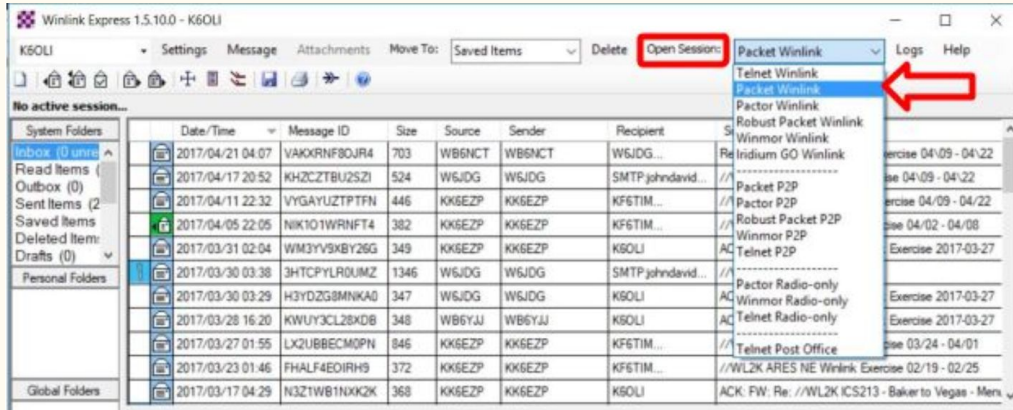 Winlink Express 1.5.10.0 - K6OLI
K6OLI Settings Message Attachments Move To: Saved Items Delete Open Session: Packet Winlink Logs Help
No active session...
System Folders
Inbox (0 unre
Read Items (
Outbox (0)
Sent Items (2
Saved Items
Deleted Item
Drafts (0)
Personal Folders
Global Folders
Date/Time Message ID Size Source Sender Recipient
2017/04/21 04:07 VAKXRNF8OJR4 703 WB6NCT WB6NCT W6JDG... Re ercise 04\09 - 04\22
2017/04/17 20:52 KHZCZTBU2SZI 524 W6JDG W6JDG SMTP:johndavid... //\ ise 04\09 - 04\22
2017/04/11 22:32 VYGAYUZTPTFN 446 KK6EZP KK6EZP KF6TIM... //\ ercise 04/09 - 04/22
2017/04/05 22:05 NIK1O1WRNFT4 382 KK6EZP KK6EZP KF6TIM... //\ ise 04/02 - 04/08
2017/03/31 02:04 WM3YV9XBY26G 349 KK6EZP KK6EZP K6OLI AC Exercise 2017-03-27
2017/03/30 03:38 3HTCPYLR0UMZ 1346 W6JDG W6JDG SMTP:johndavid... //\
2017/03/30 03:29 H3YDZG8MNKA0 347 W6JDG W6JDG K6OLI AC Exercise 2017-03-27
2017/03/28 16:20 KWUY3CL28XDB 348 WB6YJJ WB6YJJ K6OLI AC Exercise 2017-03-27
2017/03/27 01:55 LX2UBBECM0PN 846 KK6EZP KK6EZP KF6TIM... //\ ise 03/24 - 04/01
2017/03/23 01:46 FHALF4EOIRH9 372 KK6EZP KK6EZP KF6TIM... //WL2K ARES NE Winlink Exercise 02/19 - 02/25
2017/03/17 04:29 N3Z1WB1NXK2K 368 KK6EZP KK6EZP K6OLI ACK: FW: Re: //WL2K ICS213 - Baker to Vegas - Menu
Telnet Winlink
Packet Winlink
Pactor Winlink
Robust Packet Winlink
Winmor Winlink
Iridium GO Winlink
--------------------
Packet P2P
Pactor P2P
Robust Packet P2P
Winmor P2P
Telnet P2P
--------------------
Pactor Radio-only
Winmor Radio-only
Telnet Radio-only
--------------------
Telnet Post Office